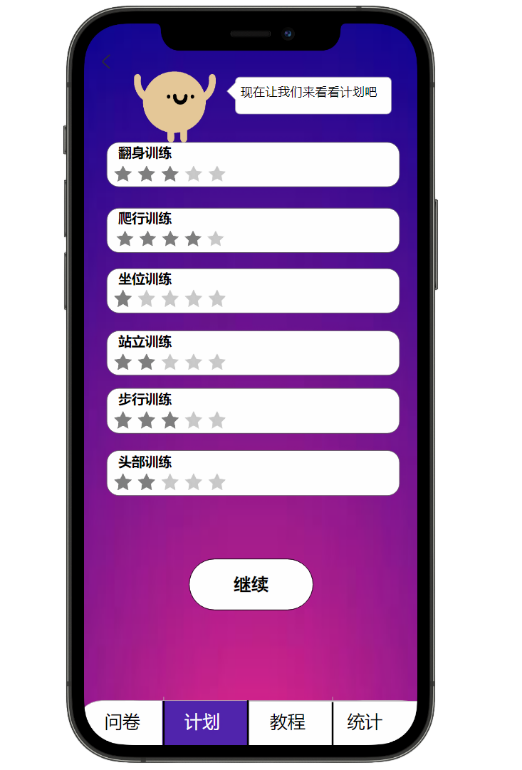 现在让我们来看看计划吧
翻身训练
爬行训练
坐位训练
站立训练
步行训练
头部训练
继续
问卷
计划
教程
统计